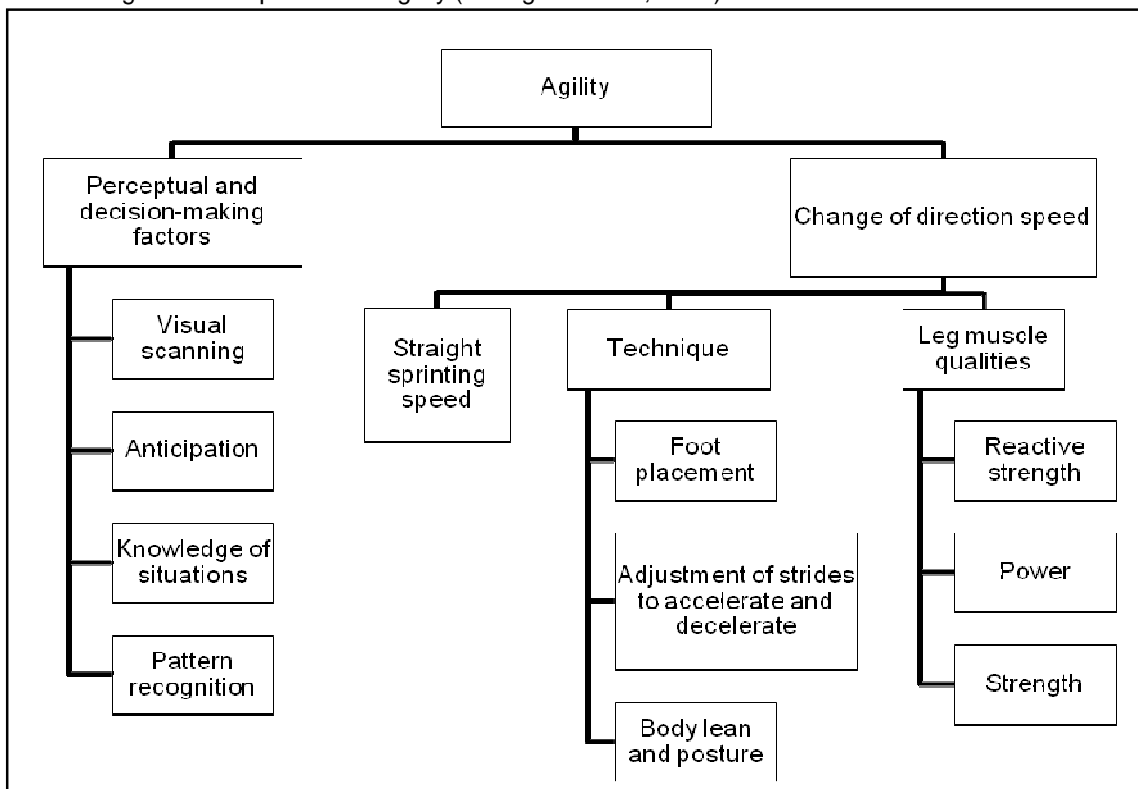 Agility
Perceptual and
decision-making
factors
Change of direction speed
Visual
scanning
Anticipation
Knowledge of
situations
Pattern
recognition
Straight
sprinting
speed
Technique
Foot
placement
Adjustment of strides
to accelerate and
decelerate
Body lean
and posture
Leg muscle
qualities
Reactive
strength
Power
Strength